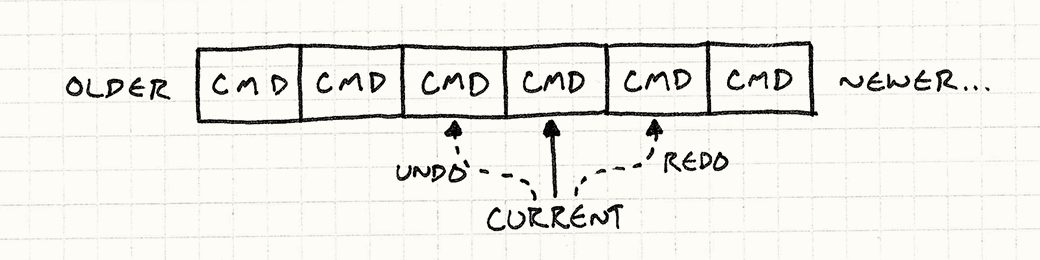 OLDER CMD CMD CMD CMD CMD CMD NEWER...
UNDO REDO
CURRENT